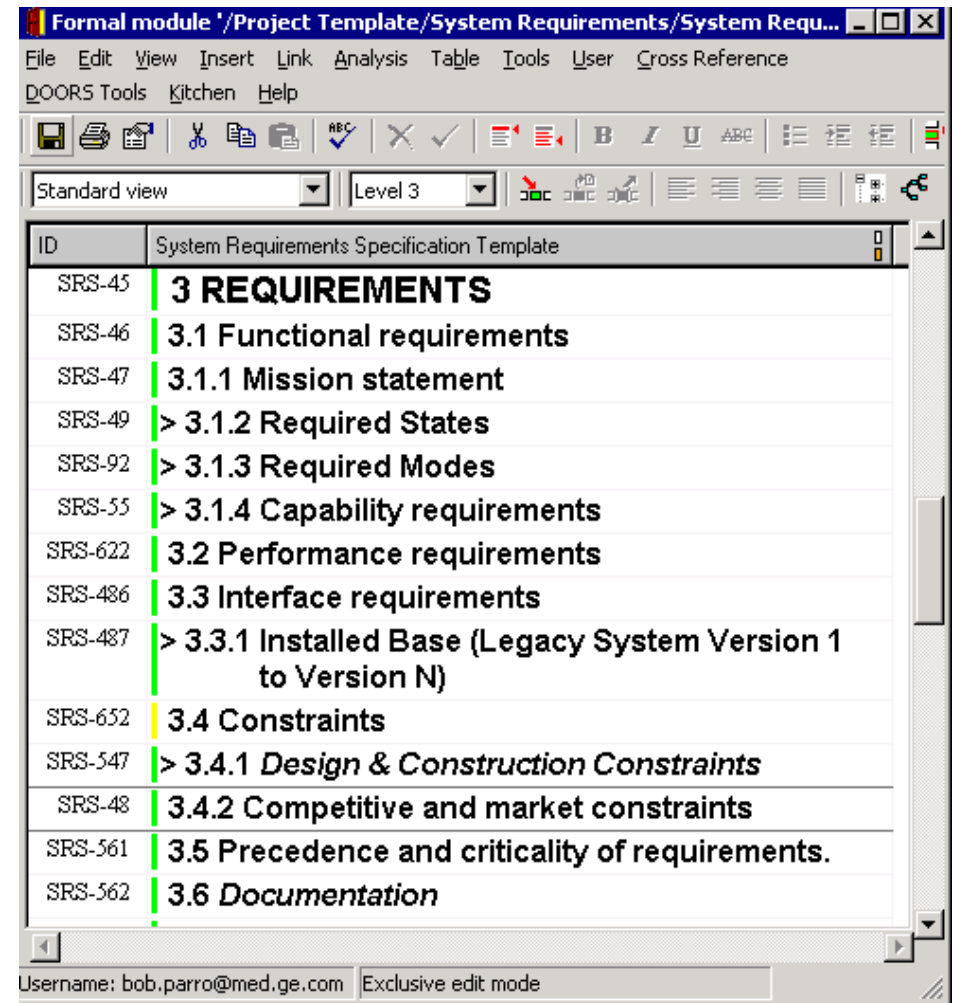 Formal module '/Project Template/System Requirements/System Requ...
File Edit View Insert Link Analysis Table Tools User Cross Reference
DOORS Tools Kitchen Help
ABC B I U ABC
Standard view Level 3
ID System Requirements Specification Template
SRS-45 3 REQUIREMENTS
SRS-46 3.1 Functional requirements
SRS-47 3.1.1 Mission statement
SRS-49 > 3.1.2 Required States
SRS-92 > 3.1.3 Required Modes
SRS-55 > 3.1.4 Capability requirements
SRS-622 3.2 Performance requirements
SRS-486 3.3 Interface requirements
SRS-487 > 3.3.1 Installed Base (Legacy System Version 1
to Version N)
SRS-652 3.4 Constraints
SRS-547 > 3.4.1 Design & Construction Constraints
SRS-48 3.4.2 Competitive and market constraints
SRS-561 3.5 Precedence and criticality of requirements.
SRS-562 3.6 Documentation
Username: bob.parro@med.ge.com Exclusive edit mode